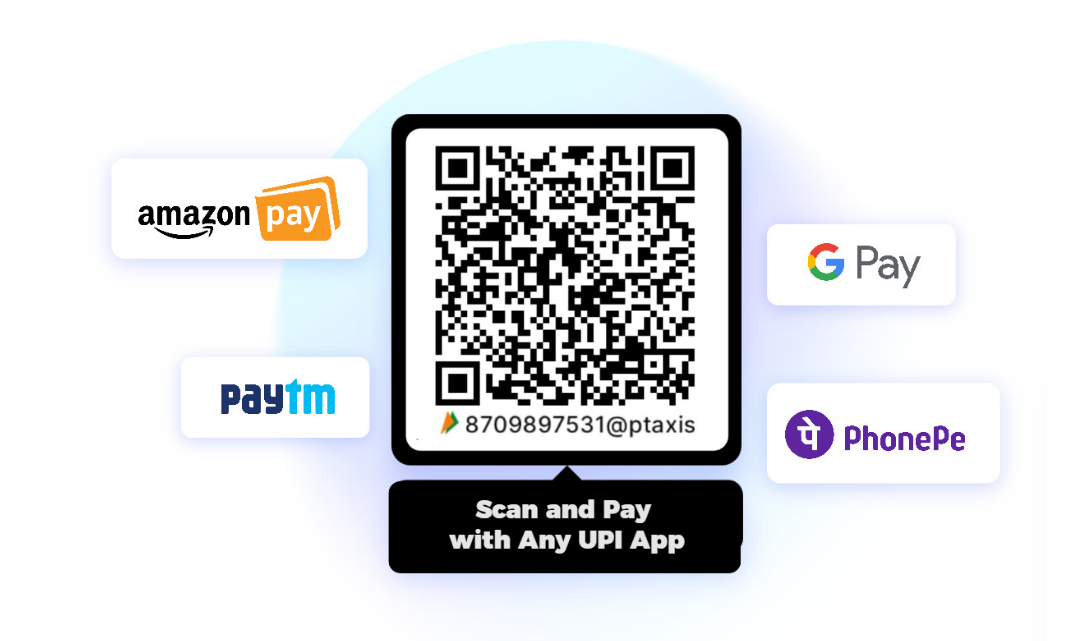 amazon pay
G Pay
paytm
8709897531@ptaxis
पे PhonePe
Scan and Pay
with Any UPI App